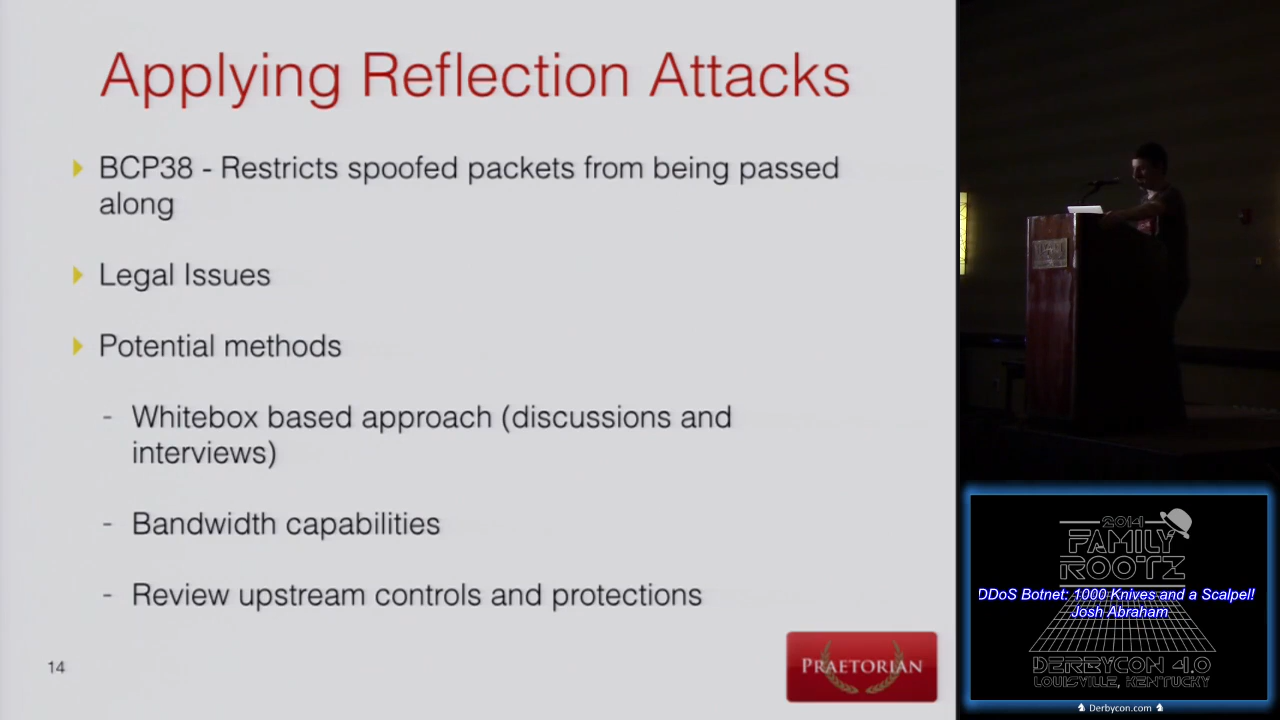 Applying Reflection Attacks
BCP38 - Restricts spoofed packets from being passed
along
Legal Issues
Potential methods
- Whitebox based approach (discussions and
interviews)
- Bandwidth capabilities
- Review upstream controls and protections
14
PRAETORIAN
2014
FAMILY
ROOTZ
DDoS Botnet: 1000 Knives and a Scalpel!
Josh Abraham
DERBYCON 4.0
LOUISVILLE, KENTUCKY
Derbycon.com